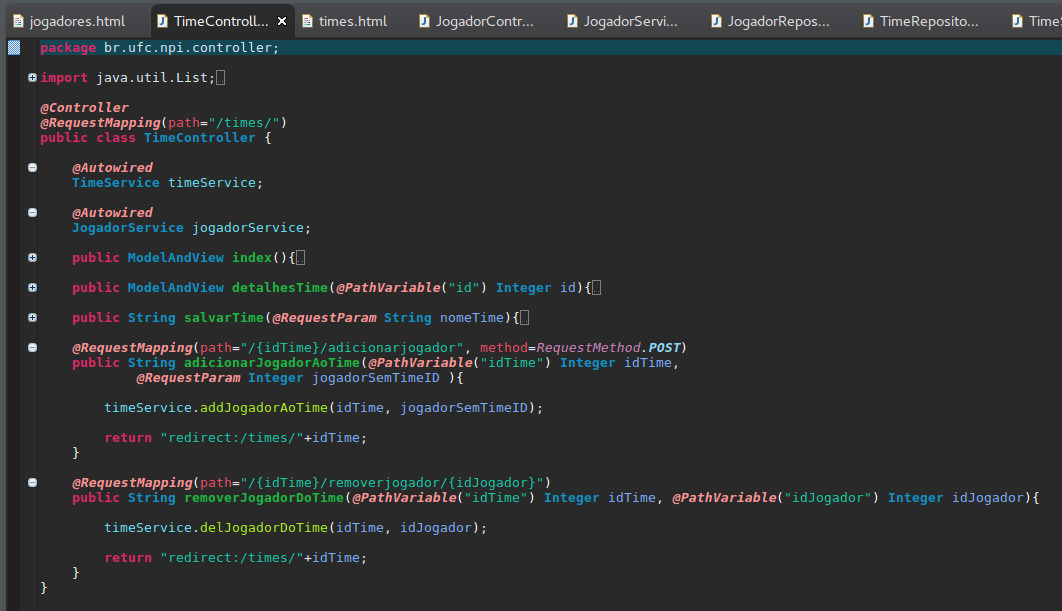 jogadores.html TimeControll... times.html JogadorContr... JogadorServi... JogadorRepos... TimeReposito... Time
package br.ufc.npi.controller;
import java.util.List;
@Controller
@RequestMapping(path="/times/")
public class TimeController {
@Autowired
TimeService timeService;
@Autowired
JogadorService jogadorService;
public ModelAndView index(){
public ModelAndView detalhesTime(@PathVariable("id") Integer id){
public String salvarTime(@RequestParam String nomeTime){
@RequestMapping(path="/{idTime}/adicionarjogador", method=RequestMethod.POST)
public String adicionarJogadorAoTime(@PathVariable("idTime") Integer idTime,
@RequestParam Integer jogadorSemTimeID ){
timeService.addJogadorAoTime(idTime, jogadorSemTimeID);
return "redirect:/times/"+idTime;
}
@RequestMapping(path="/{idTime}/removerjogador/{idJogador}")
public String removerJogadorDoTime(@PathVariable("idTime") Integer idTime, @PathVariable("idJogador") Integer idJogador){
timeService.delJogadorDoTime(idTime, idJogador);
return "redirect:/times/"+idTime;
}
}